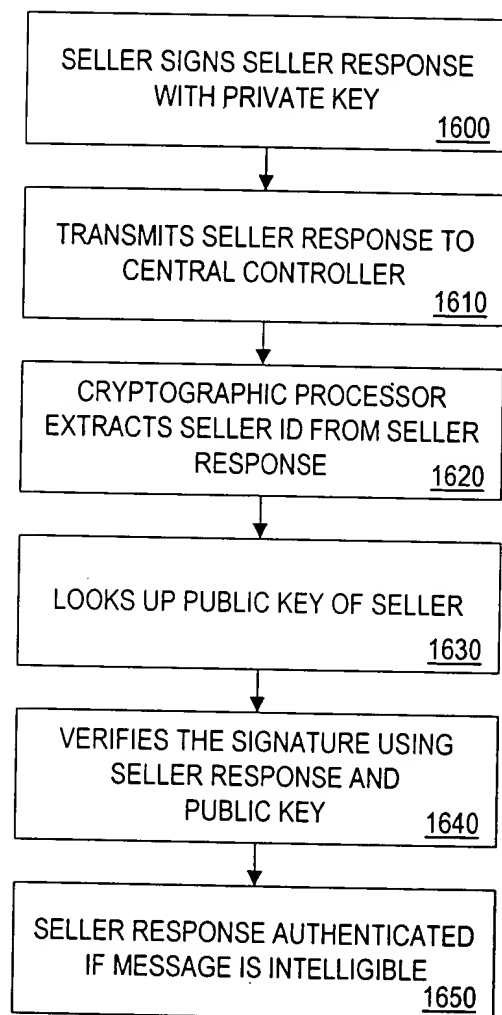 SELLER SIGNS SELLER RESPONSE
WITH PRIVATE KEY
1600
TRANSMITS SELLER RESPONSE TO
CENTRAL CONTROLLER
1610
CRYPTOGRAPHIC PROCESSOR
EXTRACTS SELLER ID FROM SELLER
RESPONSE
1620
LOOKS UP PUBLIC KEY OF SELLER
1630
VERIFIES THE SIGNATURE USING
SELLER RESPONSE AND
PUBLIC KEY
1640
SELLER RESPONSE AUTHENTICATED
IF MESSAGE IS INTELLIGIBLE
1650